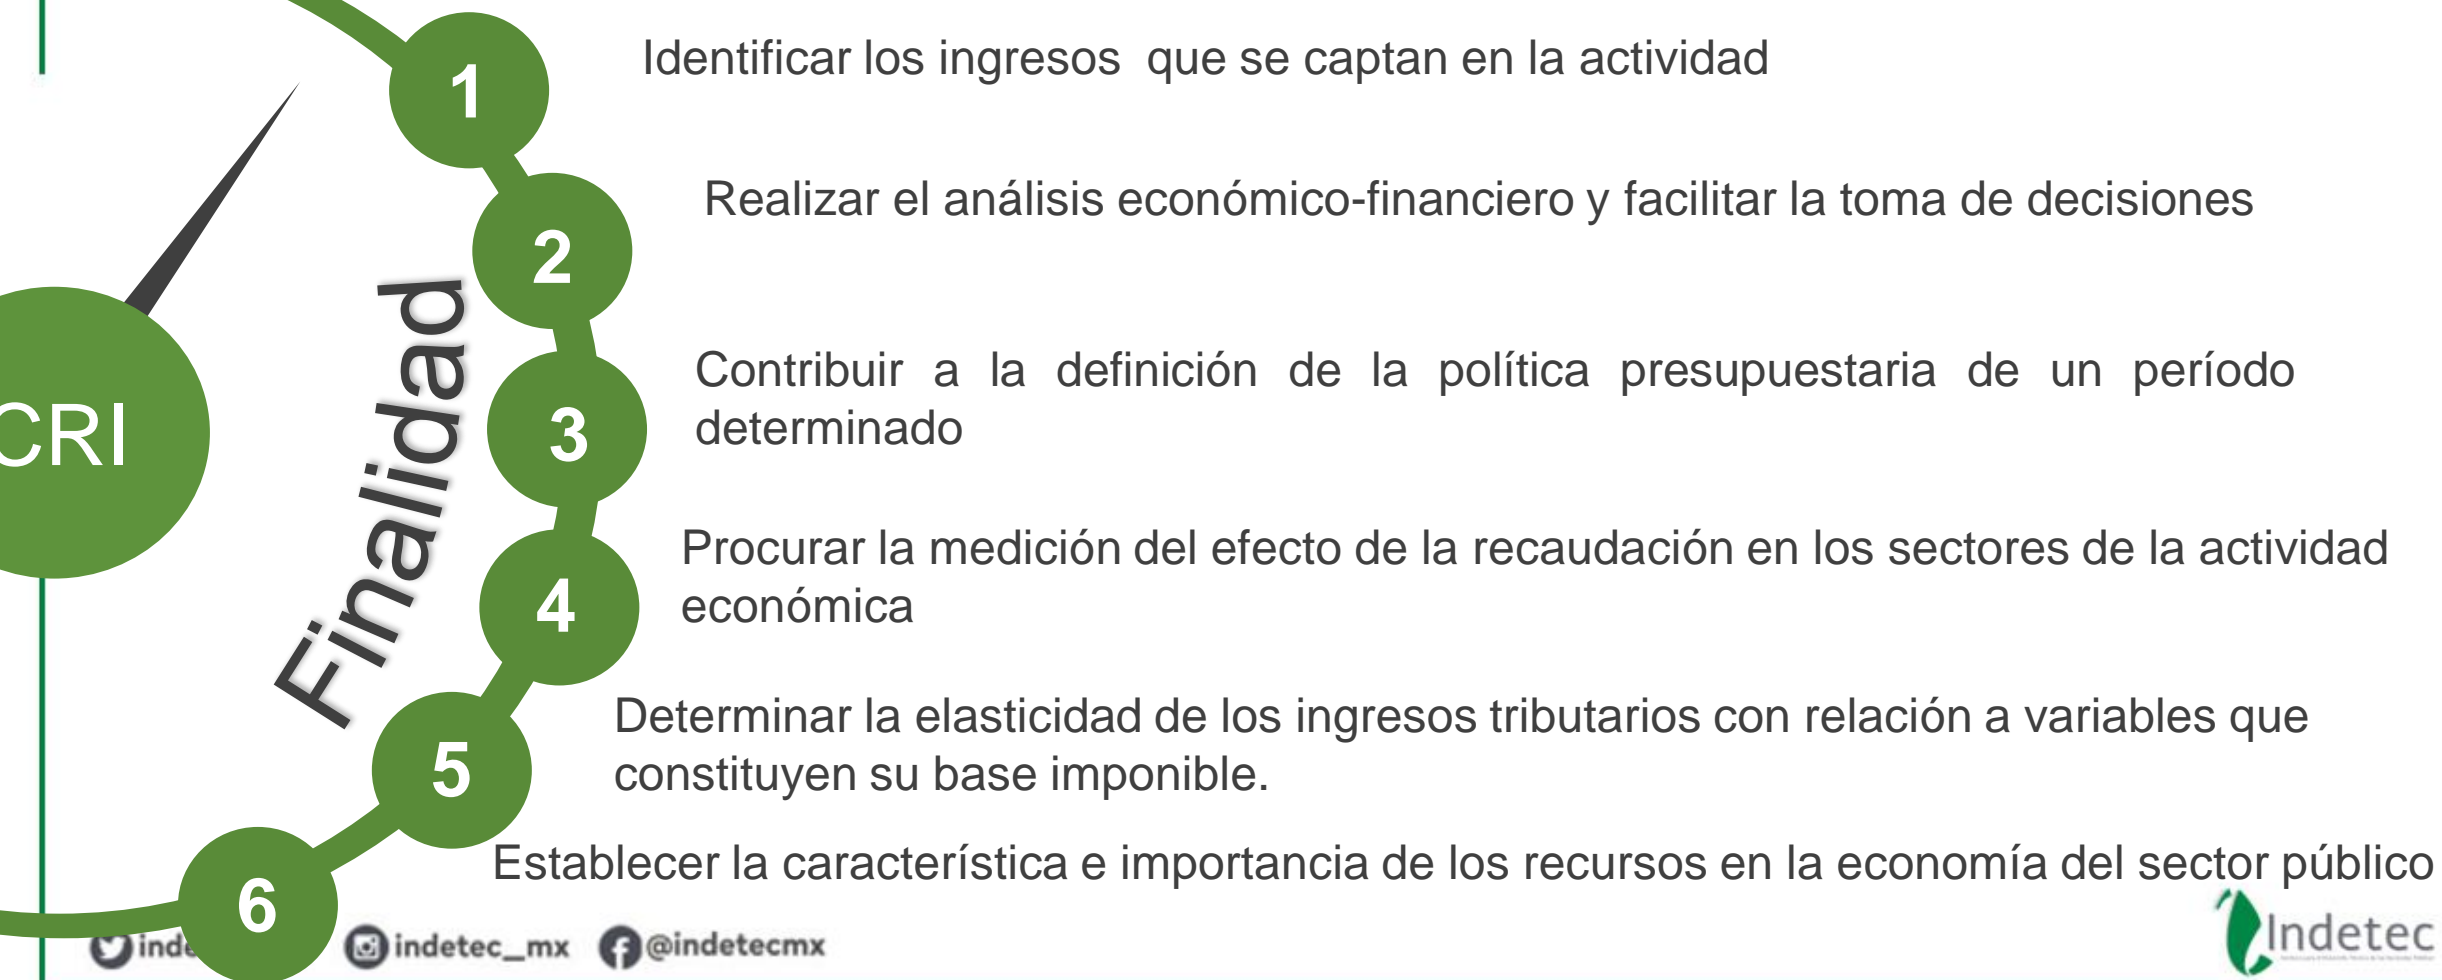 1
Identificar los ingresos  que se captan en la actividad
2
Realizar el análisis económico-financiero y facilitar la toma de decisiones
3
Contribuir a la definición de la política presupuestaria de un período
determinado
4
Procurar la medición del efecto de la recaudación en los sectores de la actividad
económica
5
Determinar la elasticidad de los ingresos tributarios con relación a variables que
constituyen su base imponible.
6
Establecer la característica e importancia de los recursos en la economía del sector público
CRI
Finalidad
inde
indetec_mx
@indetecmx
Indetec